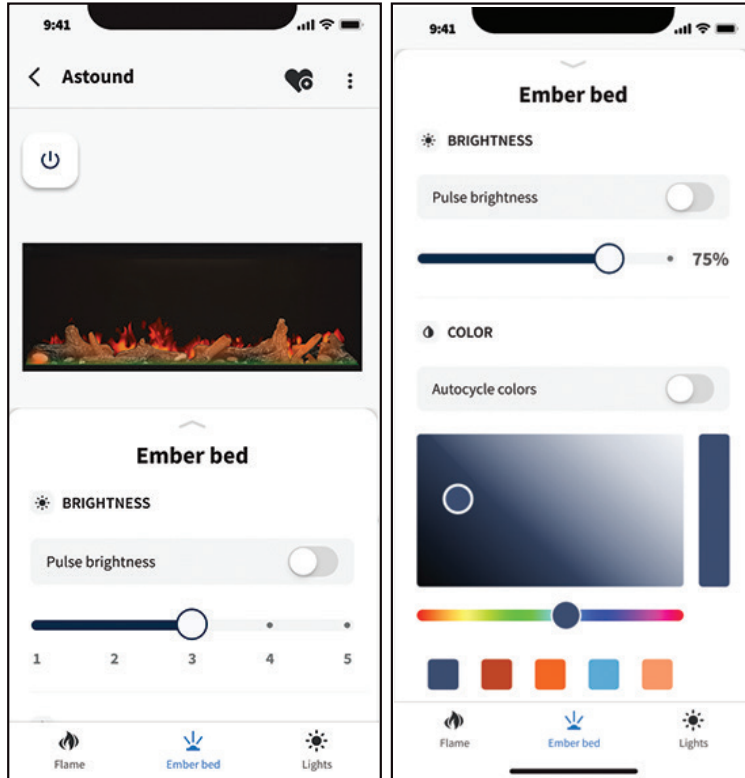 9:41
Astound
Ember bed
BRIGHTNESS
Pulse brightness
1 2 3 4 5
Flame Ember bed Lights
9:41
Ember bed
BRIGHTNESS
Pulse brightness
75%
COLOR
Autocycle colors
Flame Ember bed Lights